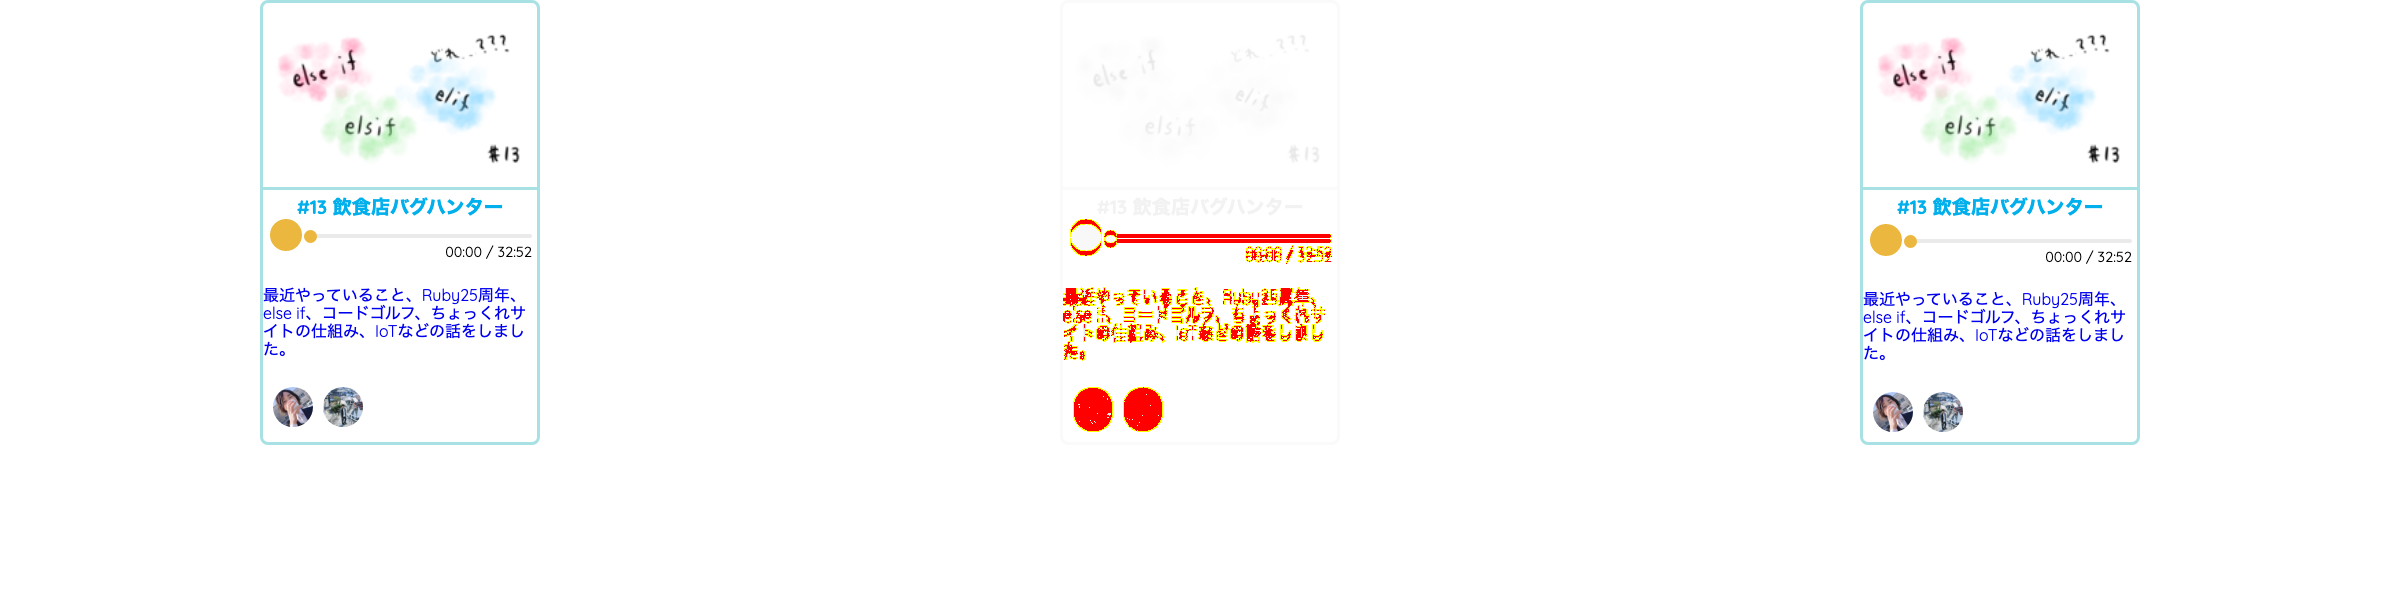 else if
どれ...???
elif
elsif
#13
#13 飲食店バグハンター
00:00 / 32:52
最近やっていること、Ruby25周年、
else if、コードゴルフ、ちょっくれサ
イトの仕組み、IoTなどの話をしまし
た。
else if
どれ...???
elif
elsif
#13
#13 飲食店バグハンター
00:00 / 32:52
最近やっていること、Ruby25周年、
else if、コードゴルフ、ちょっくれサ
イトの仕組み、IoTなどの話をしまし
た。
else if
どれ...???
elif
elsif
#13
#13 飲食店バグハンター
00:00 / 32:52
最近やっていること、Ruby25周年、
else if、コードゴルフ、ちょっくれサ
イトの仕組み、IoTなどの話をしまし
た。